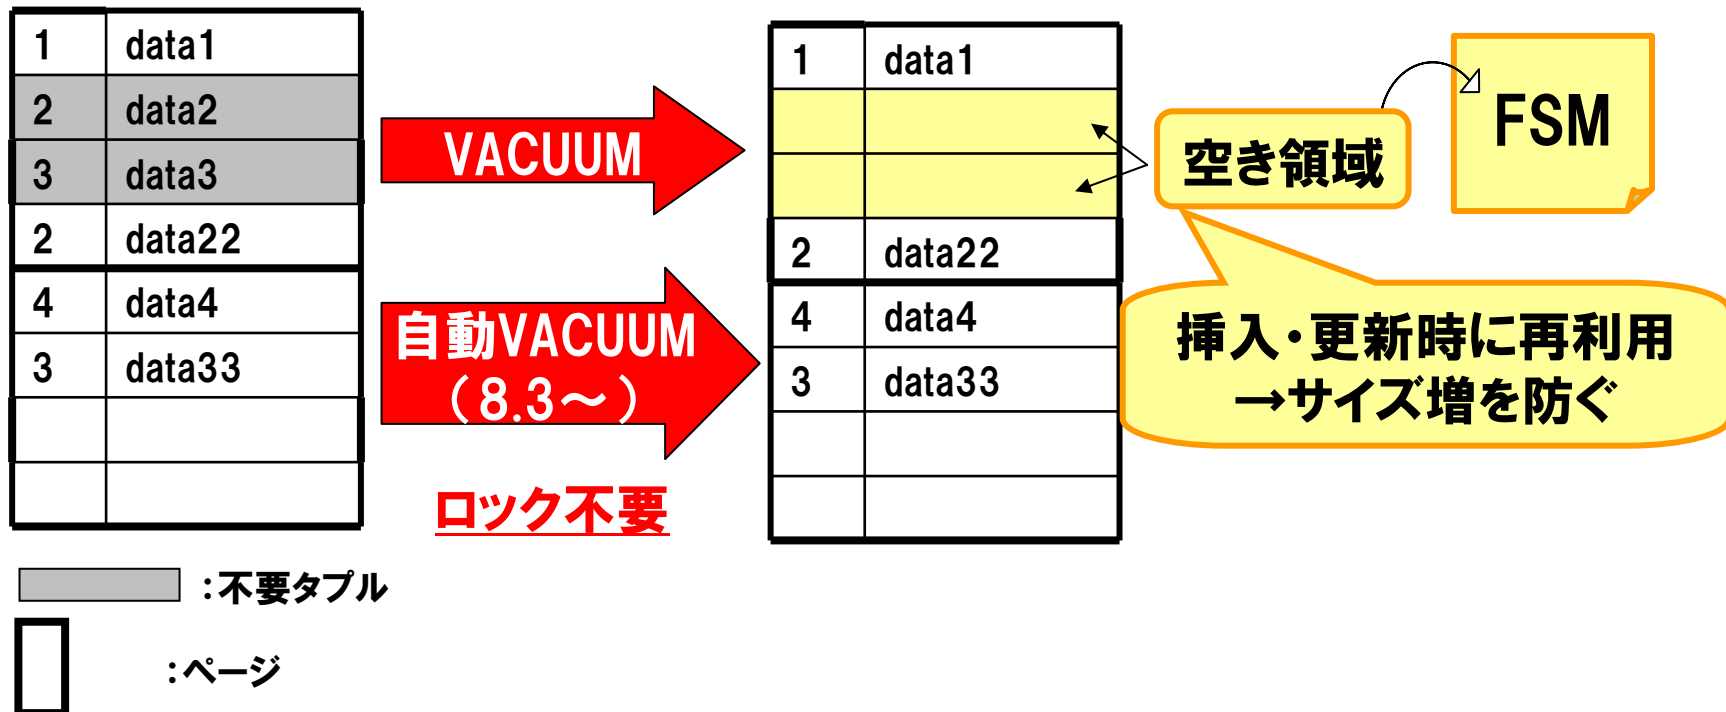 1 data1
2 data2
3 data3
2 data22
4 data4
3 data33
VACUUM
自動VACUUM
（8.3～）
ロック不要
1 data1
2 data22
4 data4
3 data33
空き領域
FSM
挿入・更新時に再利用
→サイズ増を防ぐ
：不要タプル
：ページ